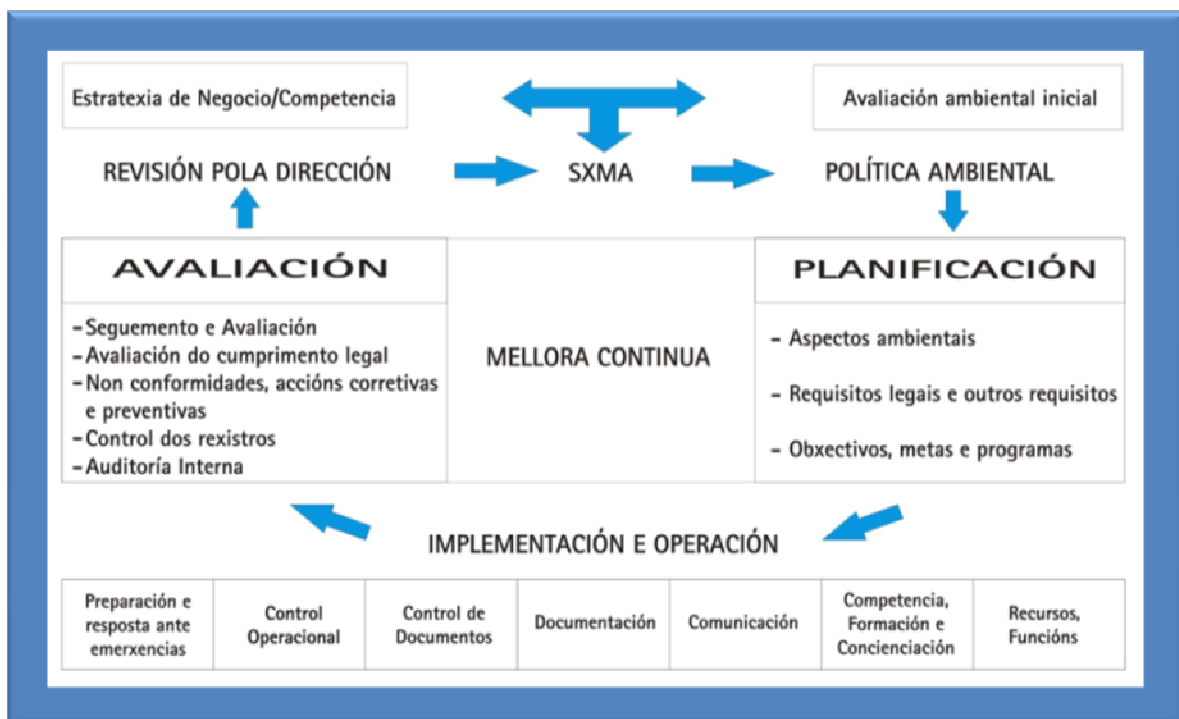 Estratexia de Negocio/Competencia
Avaliación ambiental inicial
REVISIÓN POLA DIRECCIÓN
SXMA
POLÍTICA AMBIENTAL
AVALIACIÓN
- Seguemento e Avaliación
- Avaliación do cumprimento legal
- Non conformidades, accións corretivas
e preventivas
- Control dos rexistros
- Auditoría Interna
MELLORA CONTINUA
PLANIFICACIÓN
- Aspectos ambientais
- Requisitos legais e outros requisitos
- Obxectivos, metas e programas
IMPLEMENTACIÓN E OPERACIÓN
Preparación e
resposta ante
emerxencias
Control
Operacional
Control de
Documentos
Documentación
Comunicación
Competencia,
Formación e
Concienciación
Recursos,
Funcións